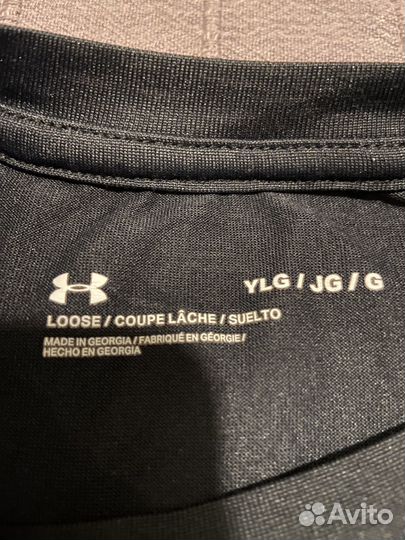 YLG / JG / G
LOOSE / COUPE LÂCHE / SUELTO
MADE IN GEORGIA / FABRIQUÉ EN GÉORGIE /
HECHO EN GEORGIA
Avito